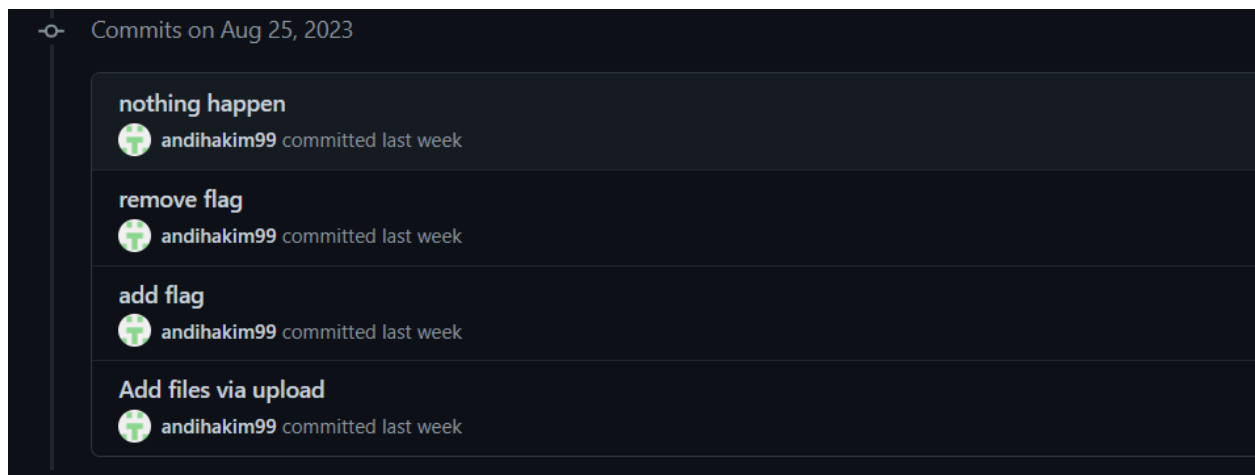 Commits on Aug 25, 2023
nothing happen
andihakim99 committed last week
remove flag
andihakim99 committed last week
add flag
andihakim99 committed last week
Add files via upload
andihakim99 committed last week